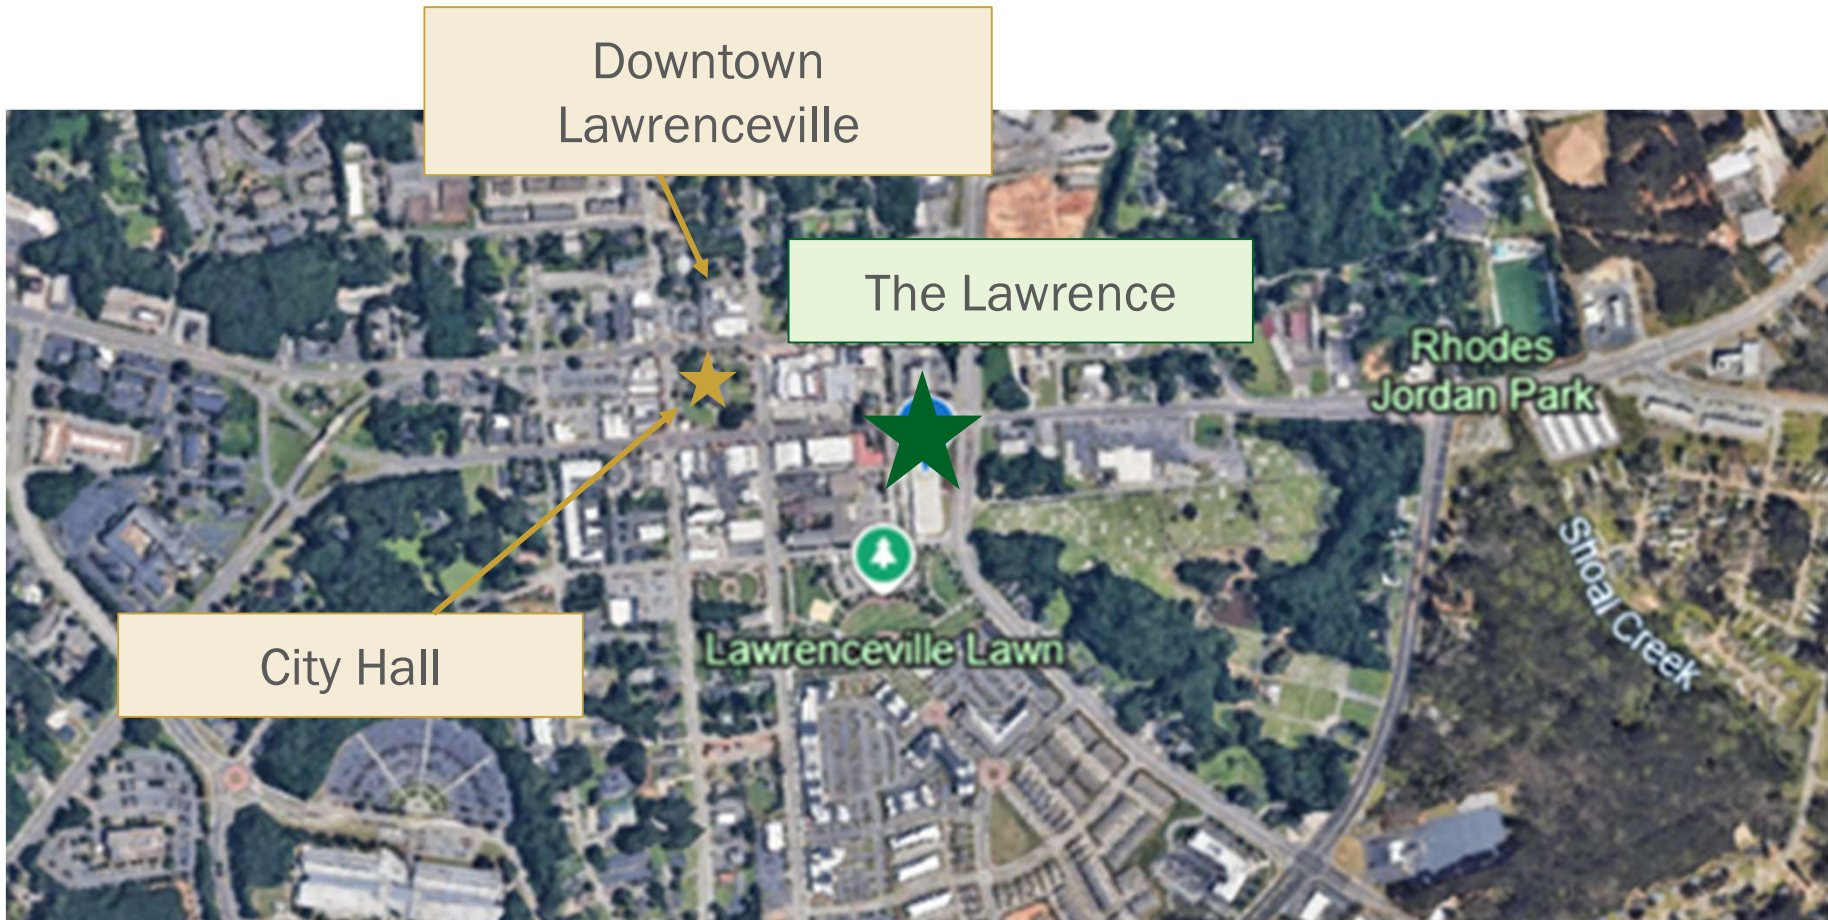 Downtown
Lawrenceville
The Lawrence
Rhodes
Jordan Park
Shoal Creek
Lawrenceville Lawn
City Hall